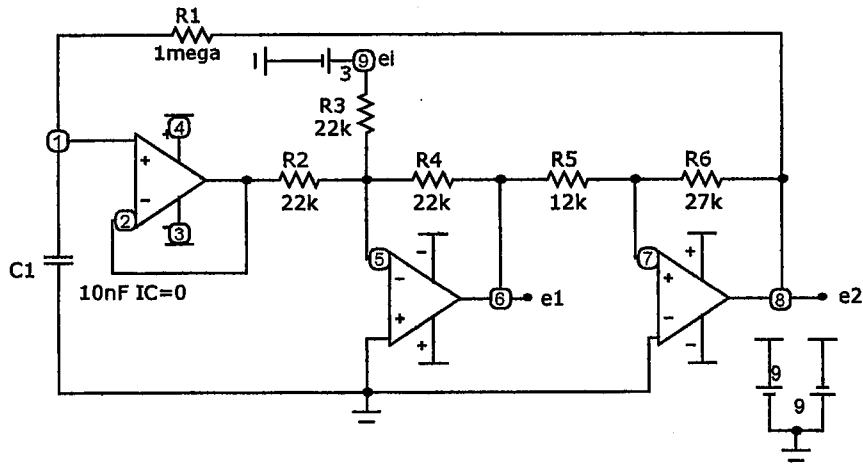 R1
1mega
9 ei
3
R3
22k
1
4
+
+
-
2
-
3
R2
22k
R4
22k
R5
12k
R6
27k
C1
10nF IC=0
5
-
-
+
+
6
e1
7
+
+
-
-
8
e2
9
9